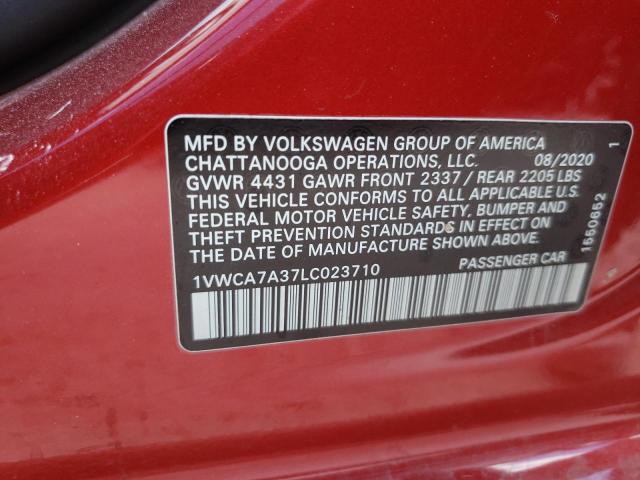 MFD BY VOLKSWAGEN GROUP OF AMERICA
CHATTANOOGA OPERATIONS, LLC. 08/2020
GVWR 4431 GAWR FRONT 2337 / REAR 2205 LBS
THIS VEHICLE CONFORMS TO ALL APPLICABLE U.S.
FEDERAL MOTOR VEHICLE SAFETY, BUMPER AND
THEFT PREVENTION STANDARDS IN EFFECT ON
THE DATE OF MANUFACTURE SHOWN ABOVE.
1VWCA7A37LC023710 PASSENGER CAR
1560652 1